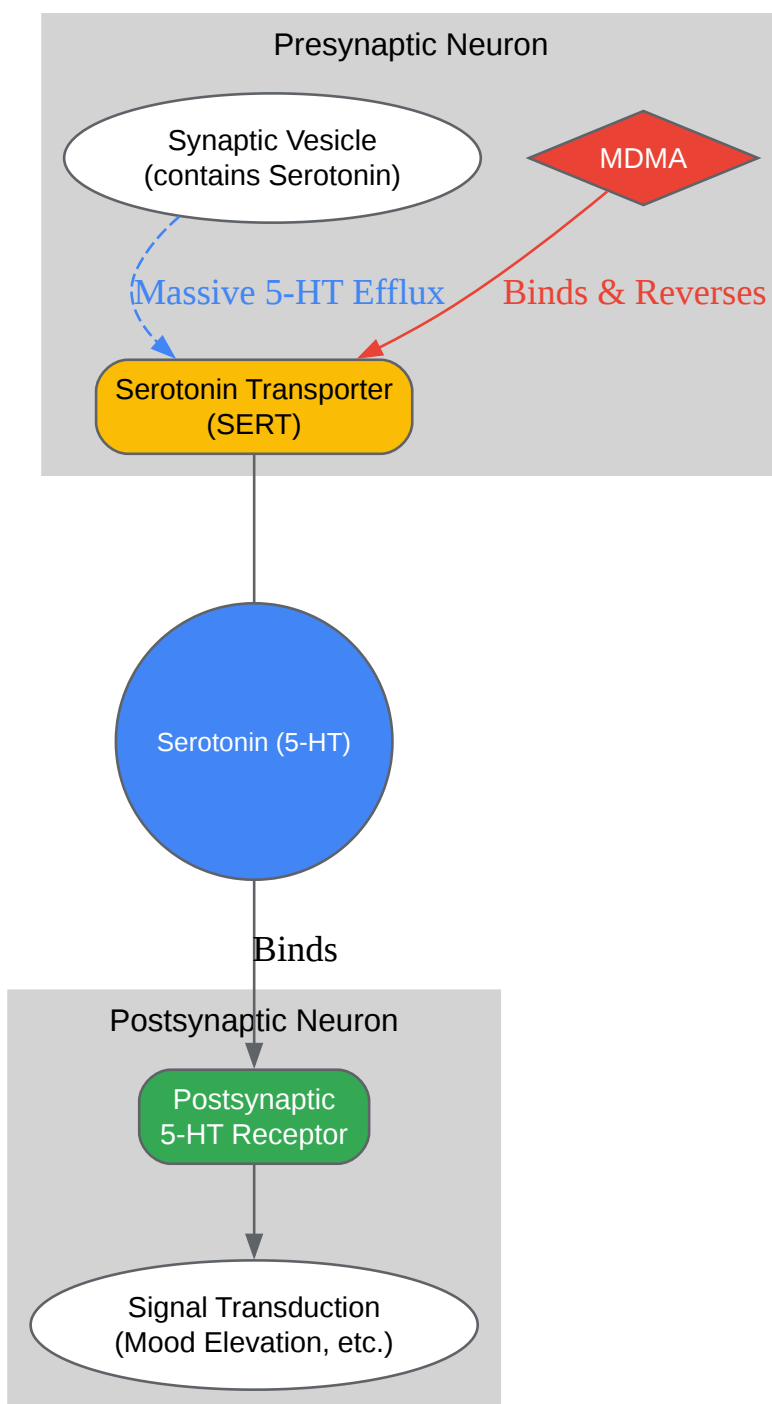 Presynaptic Neuron
Synaptic Vesicle
(contains Serotonin)
MDMA
Massive 5-HT Efflux
Binds & Reverses
Serotonin Transporter
(SERT)
Serotonin (5-HT)
Binds
Postsynaptic Neuron
Postsynaptic
5-HT Receptor
Signal Transduction
(Mood Elevation, etc.)